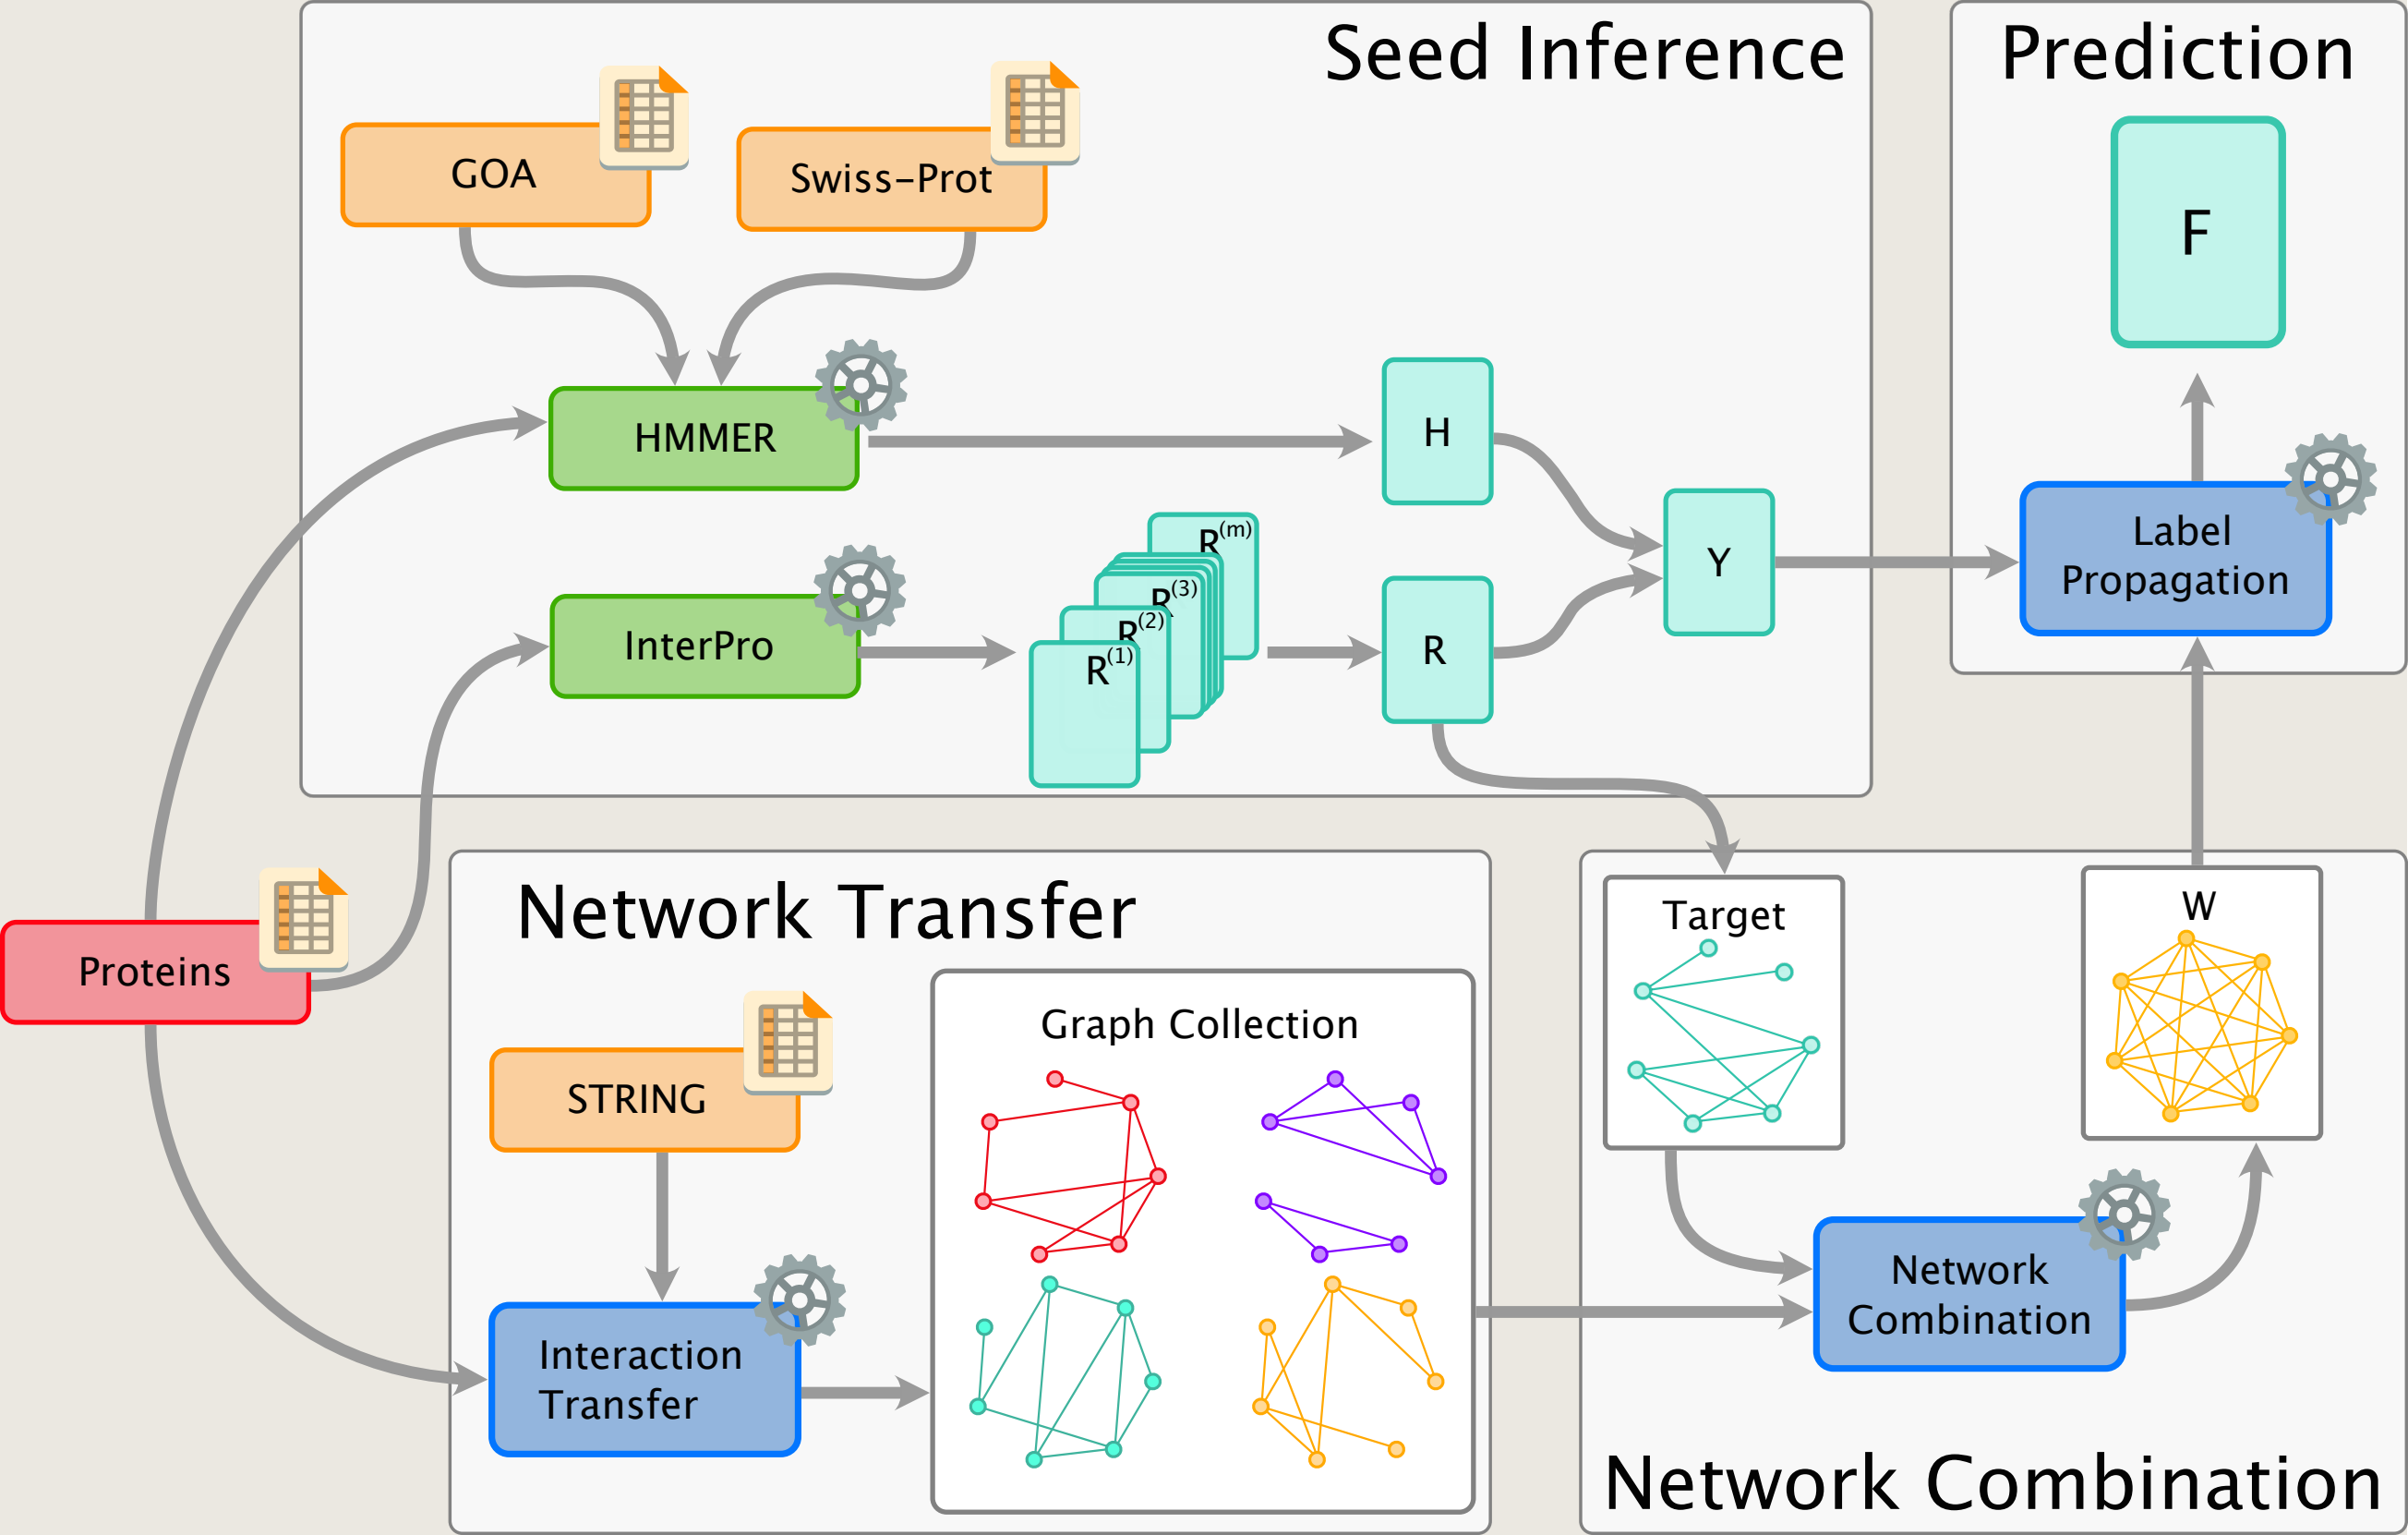 Seed Inference
Prediction
GOA
Swiss-Prot
F
HMMER
H
Label
Propagation
Y
InterPro
R(m)
R(3)
R(2)
R(1)
R
Proteins
Network Transfer
STRING
Graph Collection
Interaction
Transfer
Target
W
Network
Combination
Network Combination